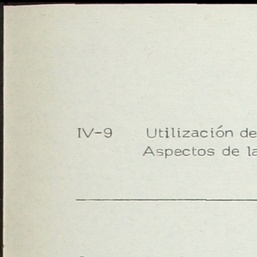 IV-9 Utilización de
Aspectos de la